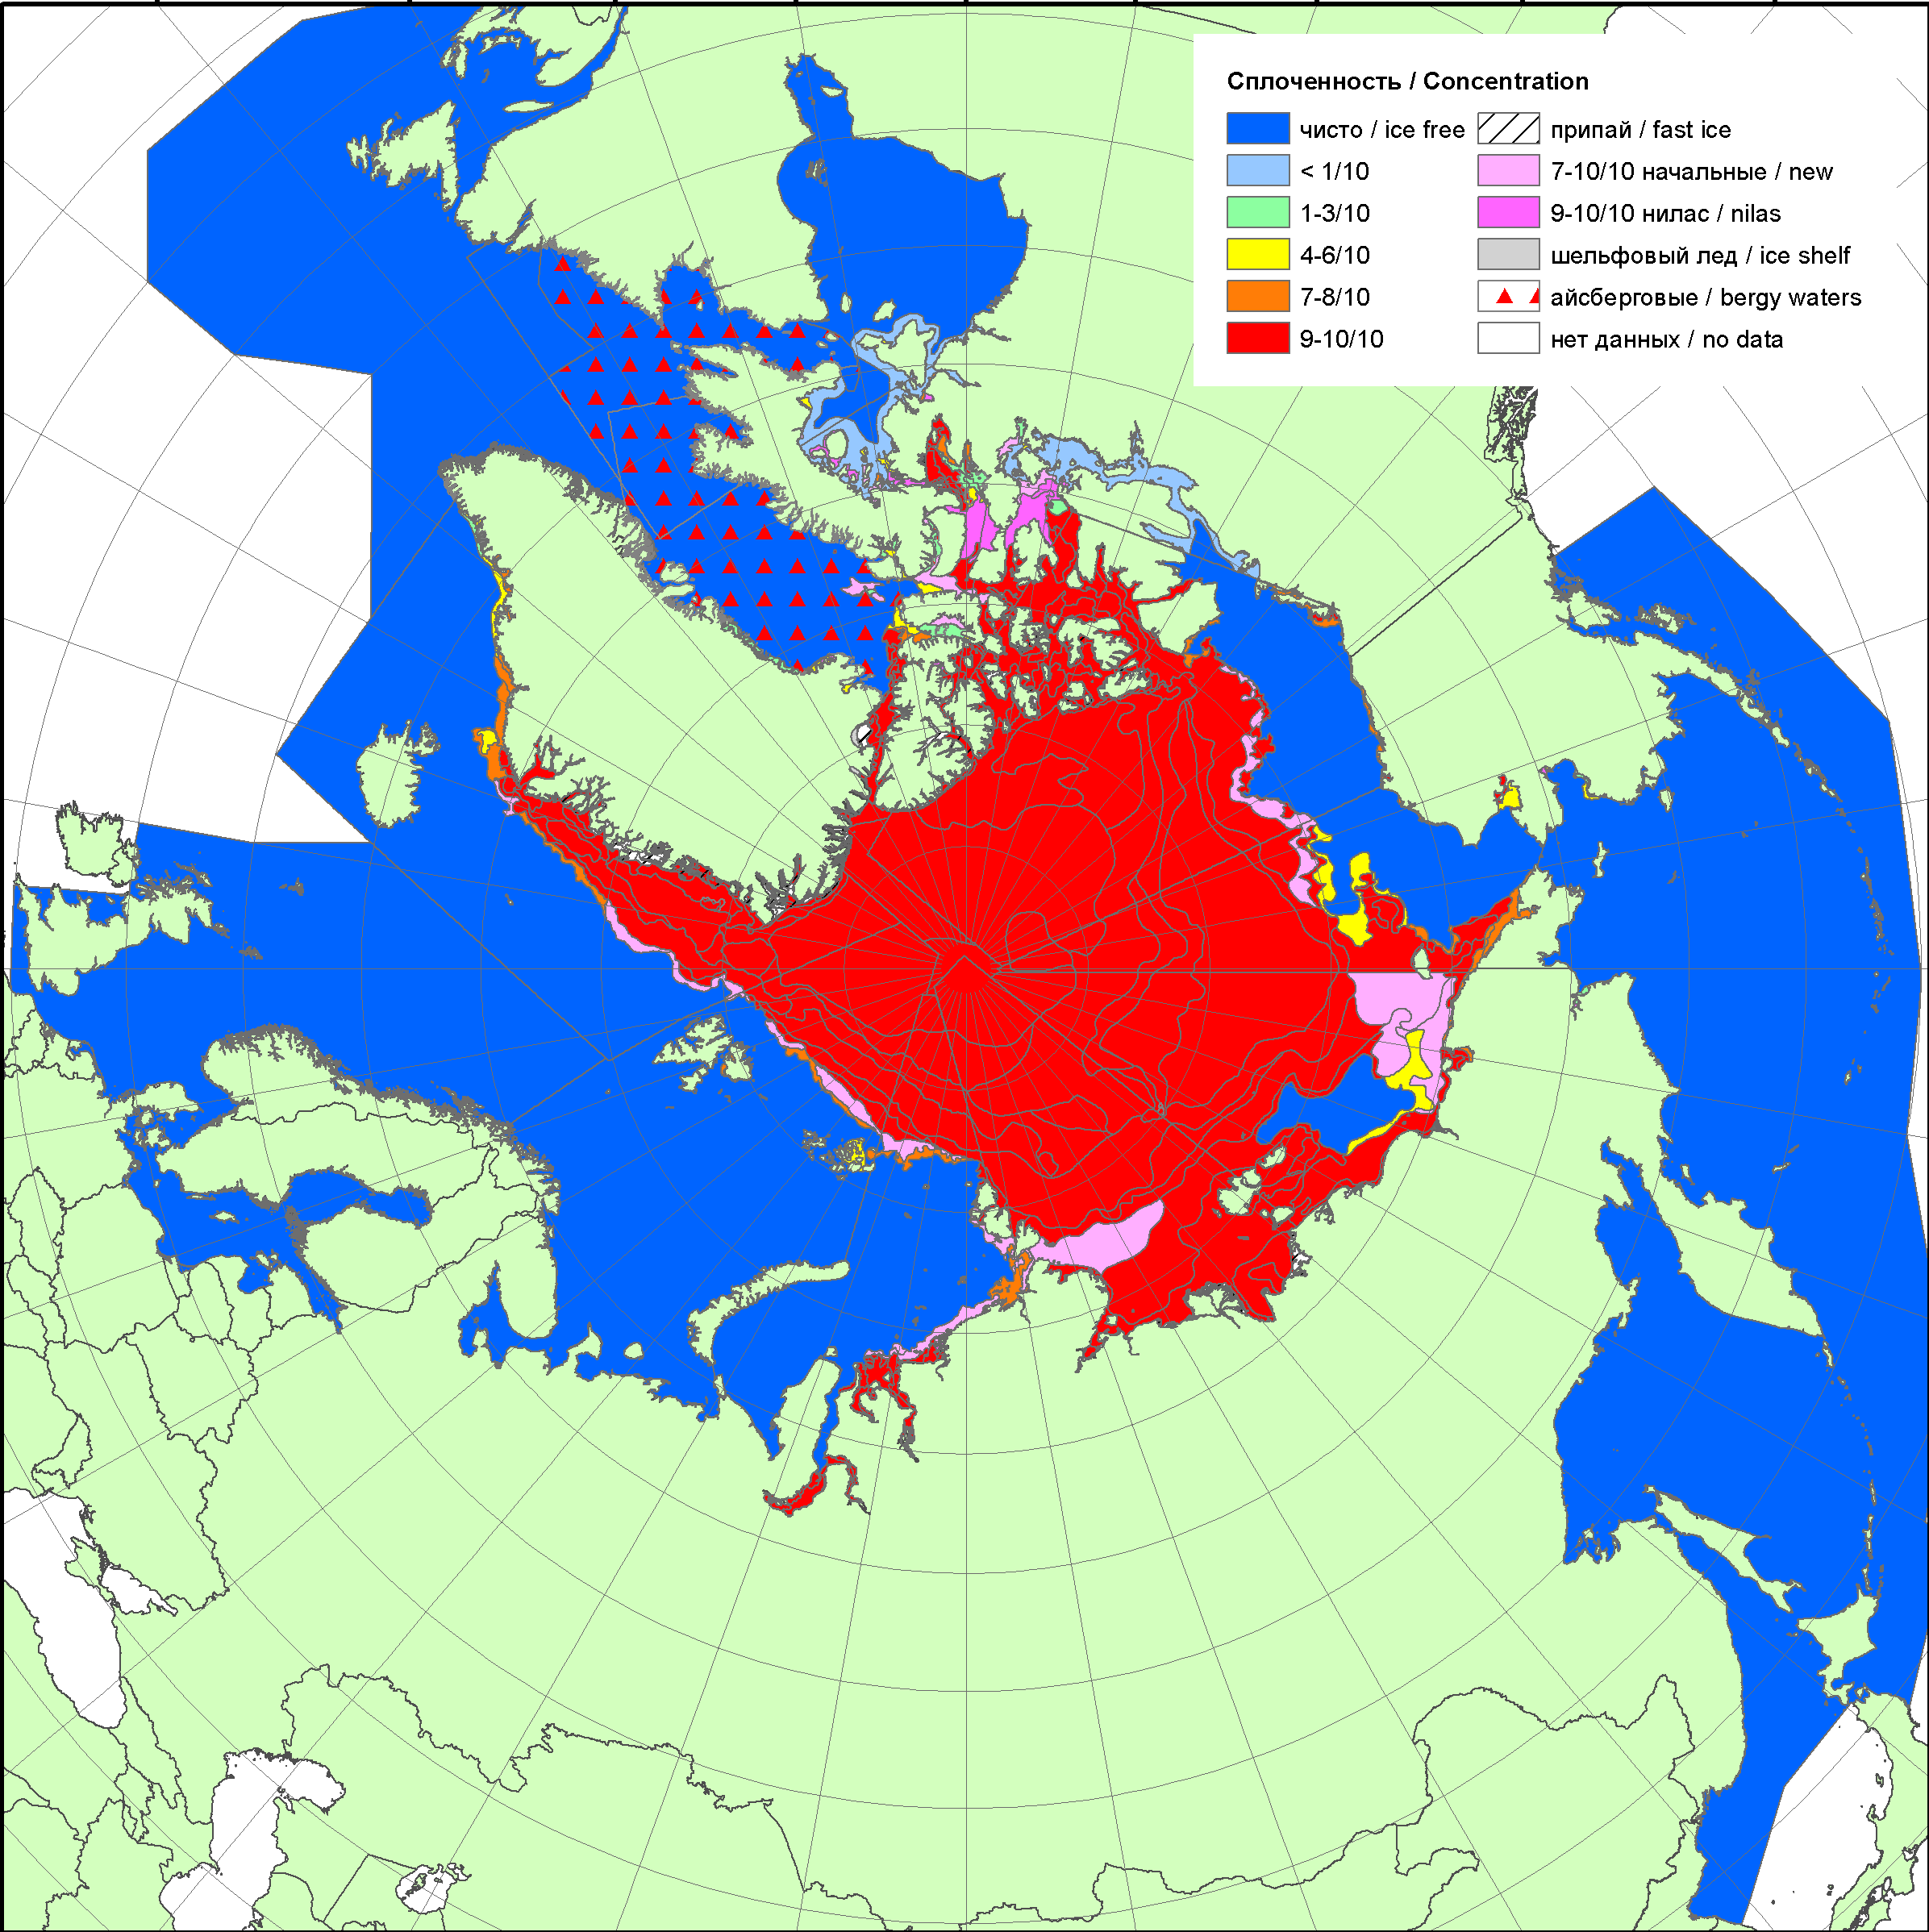 Сплоченность / Concentration
чисто / ice free
< 1/10
1-3/10
4-6/10
7-8/10
9-10/10
припай / fast ice
7-10/10 начальные / new
9-10/10 нилас / nilas
шельфовый лед / ice shelf
айсберговые / bergy waters
нет данных / no data